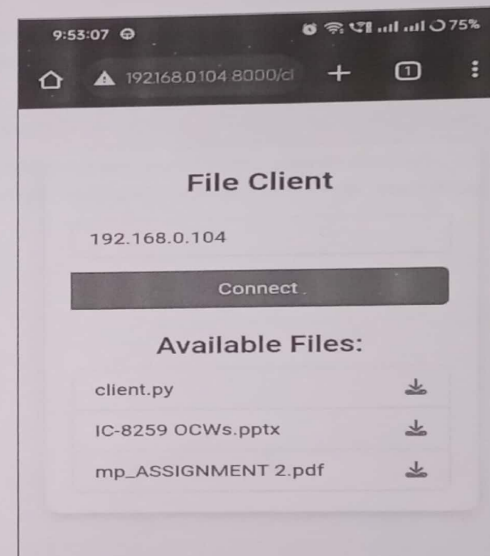 9:53:07 75%
192.168.0.104:8000/cl 1
File Client
192.168.0.104
Connect
Available Files:
client.py
IC-8259 OCWs.pptx
mp_ASSIGNMENT 2.pdf